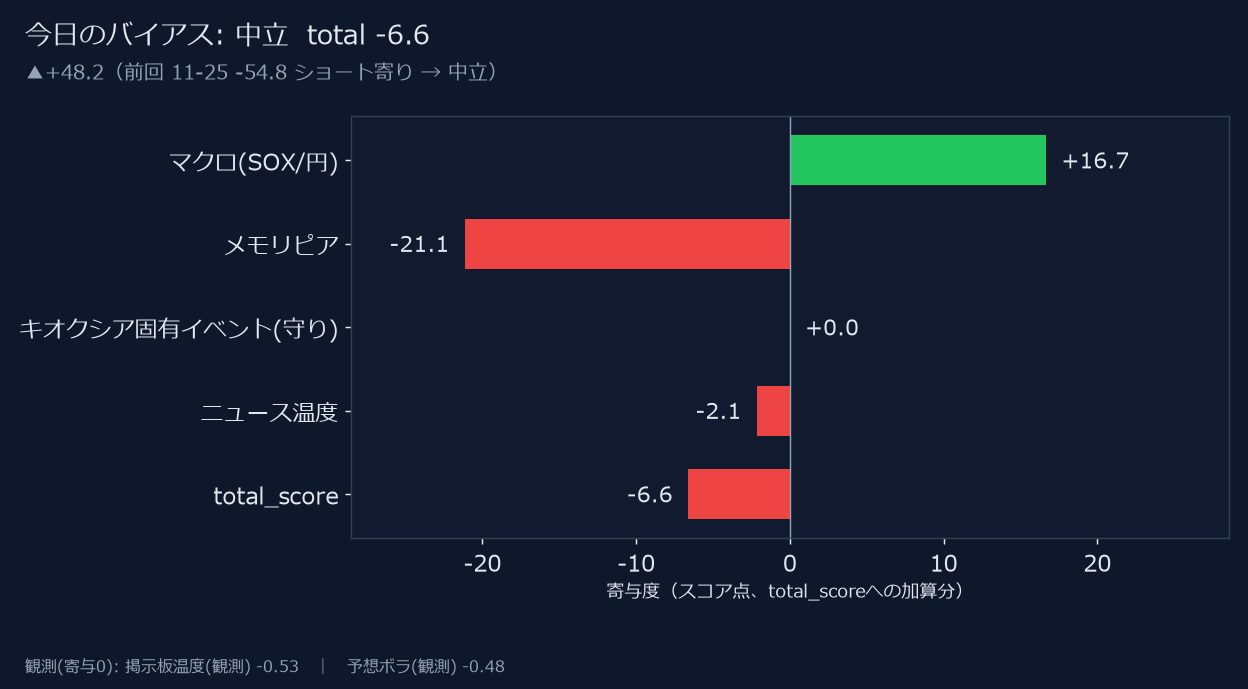 今日のバイアス: 中立  total -6.6
▲+48.2（前回 11-25 -54.8 ショート寄り → 中立）
マクロ(SOX/円)
+16.7
メモリピア
-21.1
キオクシア固有イベント(守り)
+0.0
ニュース温度
-2.1
total_score
-6.6
-20 -10 0 10 20
寄与度（スコア点、total_scoreへの加算分）
観測(寄与0): 掲示板温度(観測) -0.53 ｜ 予想ボラ(観測) -0.48